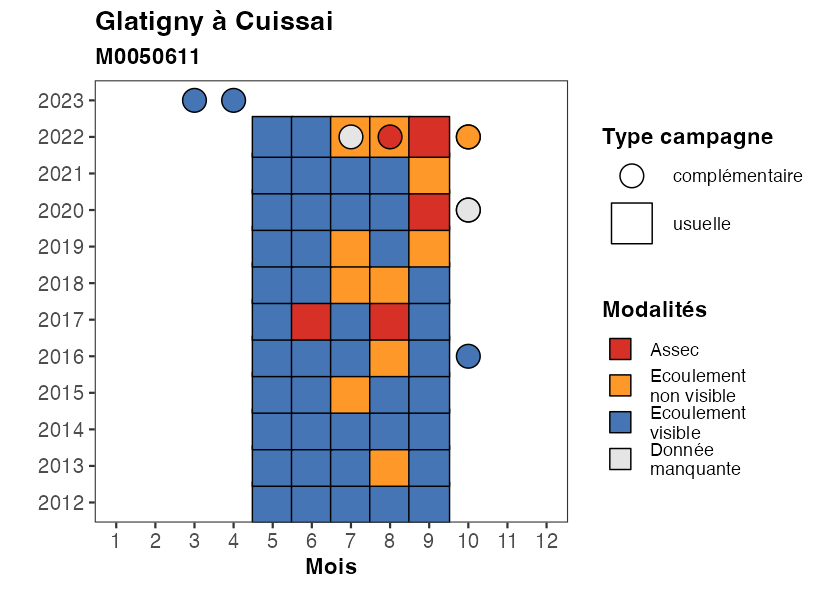 Glatigny à Cuissai
M0050611
2023
2022
2021
2020
2019
2018
2017
2016
2015
2014
2013
2012
1 2 3 4 5 6 7 8 9 10 11 12
Mois
Type campagne
complémentaire
usuelle
Modalités
Assec
Ecoulement
non visible
Ecoulement
visible
Donnée
manquante